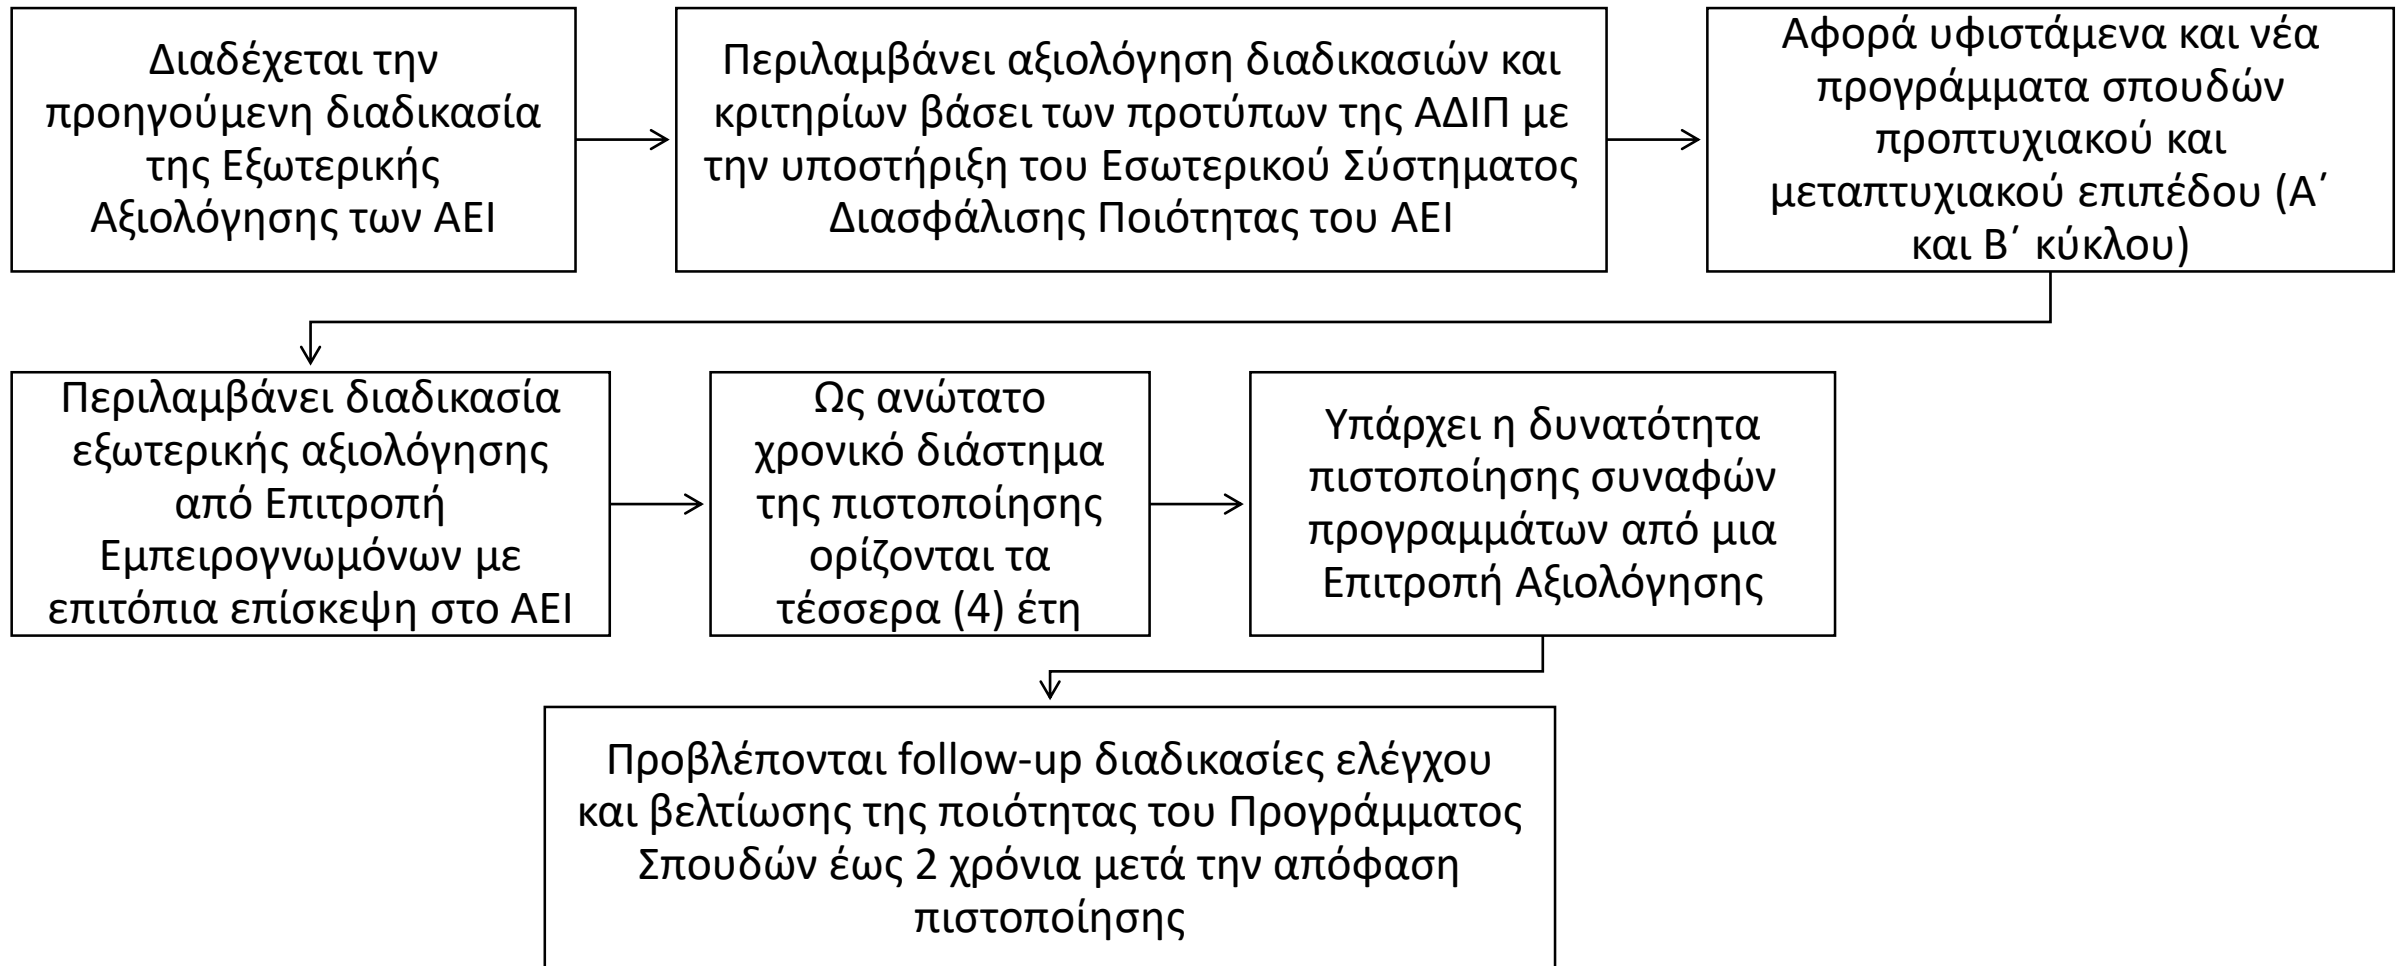 Διαδέχεται την
προηγούμενη διαδικασία
της Εξωτερικής
Αξιολόγησης των ΑΕΙ
Περιλαμβάνει αξιολόγηση διαδικασιών και
κριτηρίων βάσει των προτύπων της ΑΔΙΠ με
την υποστήριξη του Εσωτερικού Σύστηματος
Διασφάλισης Ποιότητας του ΑΕΙ
Αφορά υφιστάμενα και νέα
προγράμματα σπουδών
προπτυχιακού και
μεταπτυχιακού επιπέδου (Α΄
και Β΄ κύκλου)
Περιλαμβάνει διαδικασία
εξωτερικής αξιολόγησης
από Επιτροπή
Εμπειρογνωμόνων με
επιτόπια επίσκεψη στο ΑΕΙ
Ως ανώτατο
χρονικό διάστημα
της πιστοποίησης
ορίζονται τα
τέσσερα (4) έτη
Υπάρχει η δυνατότητα
πιστοποίησης συναφών
προγραμμάτων από μια
Επιτροπή Αξιολόγησης
Προβλέπονται follow-up διαδικασίες ελέγχου
και βελτίωσης της ποιότητας του Προγράμματος
Σπουδών έως 2 χρόνια μετά την απόφαση
πιστοποίησης